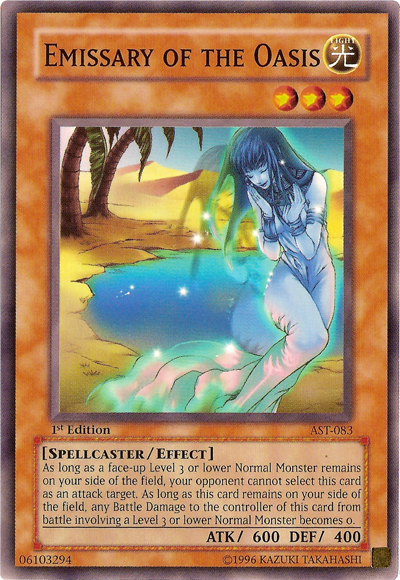 EMISSARY OF THE OASIS
LIGHT
光
1st Edition
AST-083
[SPELLCASTER/EFFECT]
As long as a face-up Level 3 or lower Normal Monster remains
on your side of the field, your opponent cannot select this card
as an attack target. As long as this card remains on your side of
the field, any Battle Damage to the controller of this card from
battle involving a Level 3 or lower Normal Monster becomes 0.
ATK/ 600 DEF/ 400
06103294
©1996 KAZUKI TAKAHASHI